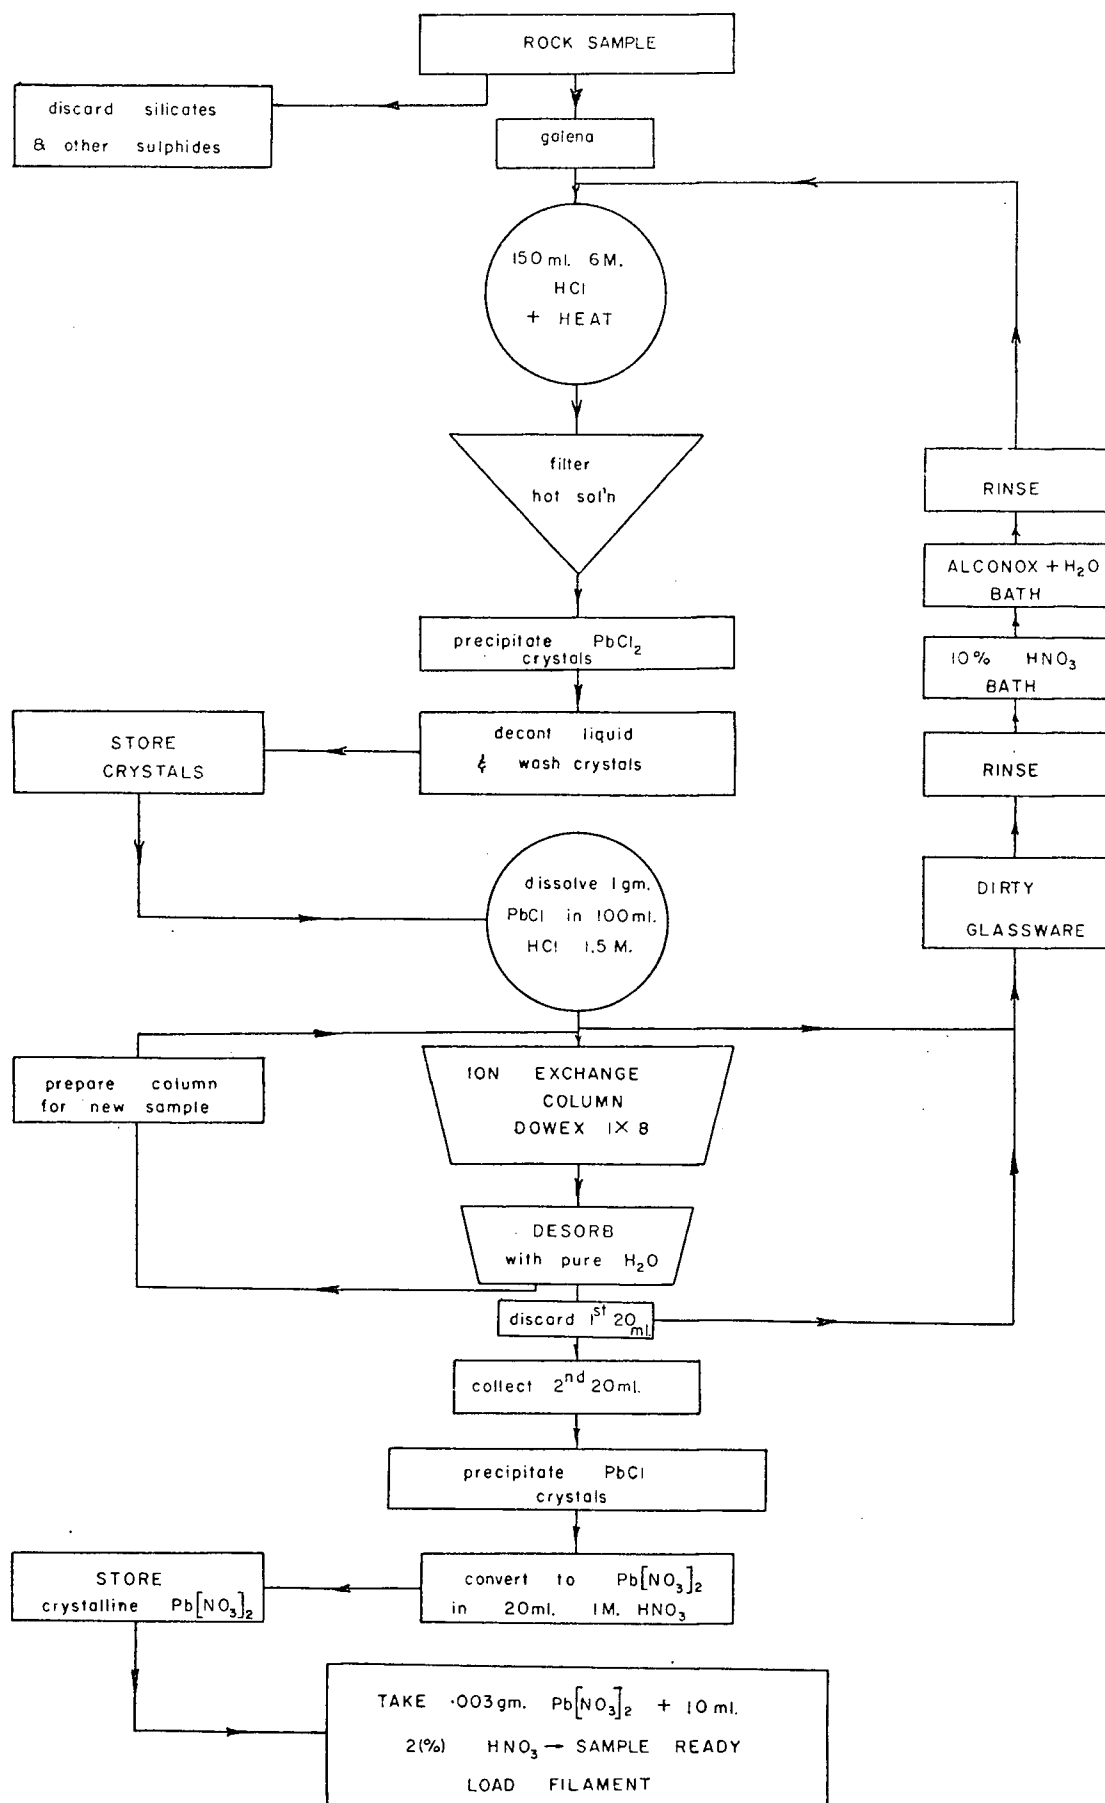 ROCK SAMPLE
discard silicates
& other sulphides
galena
150 ml. 6M.
HCl
+ HEAT
filter
hot sol'n
RINSE
ALCONOX + H₂O
BATH
precipitate PbCl₂
crystals
10% HNO₃
BATH
STORE
CRYSTALS
decant liquid
& wash crystals
RINSE
dissolve 1 gm.
PbCl in 100 ml.
HCl 1.5 M.
DIRTY
GLASSWARE
prepare column
for new sample
ION EXCHANGE
COLUMN
DOWEX 1X8
DESORB
with pure H₂O
discard 1st 20 ml.
collect 2nd 20 ml.
precipitate PbCl
crystals
STORE
crystalline Pb[NO₃]₂
convert to Pb[NO₃]₂
in 20 ml. 1M. HNO₃
TAKE .003 gm. Pb[NO₃]₂ + 10 ml.
2(%) HNO₃ → SAMPLE READY
LOAD FILAMENT